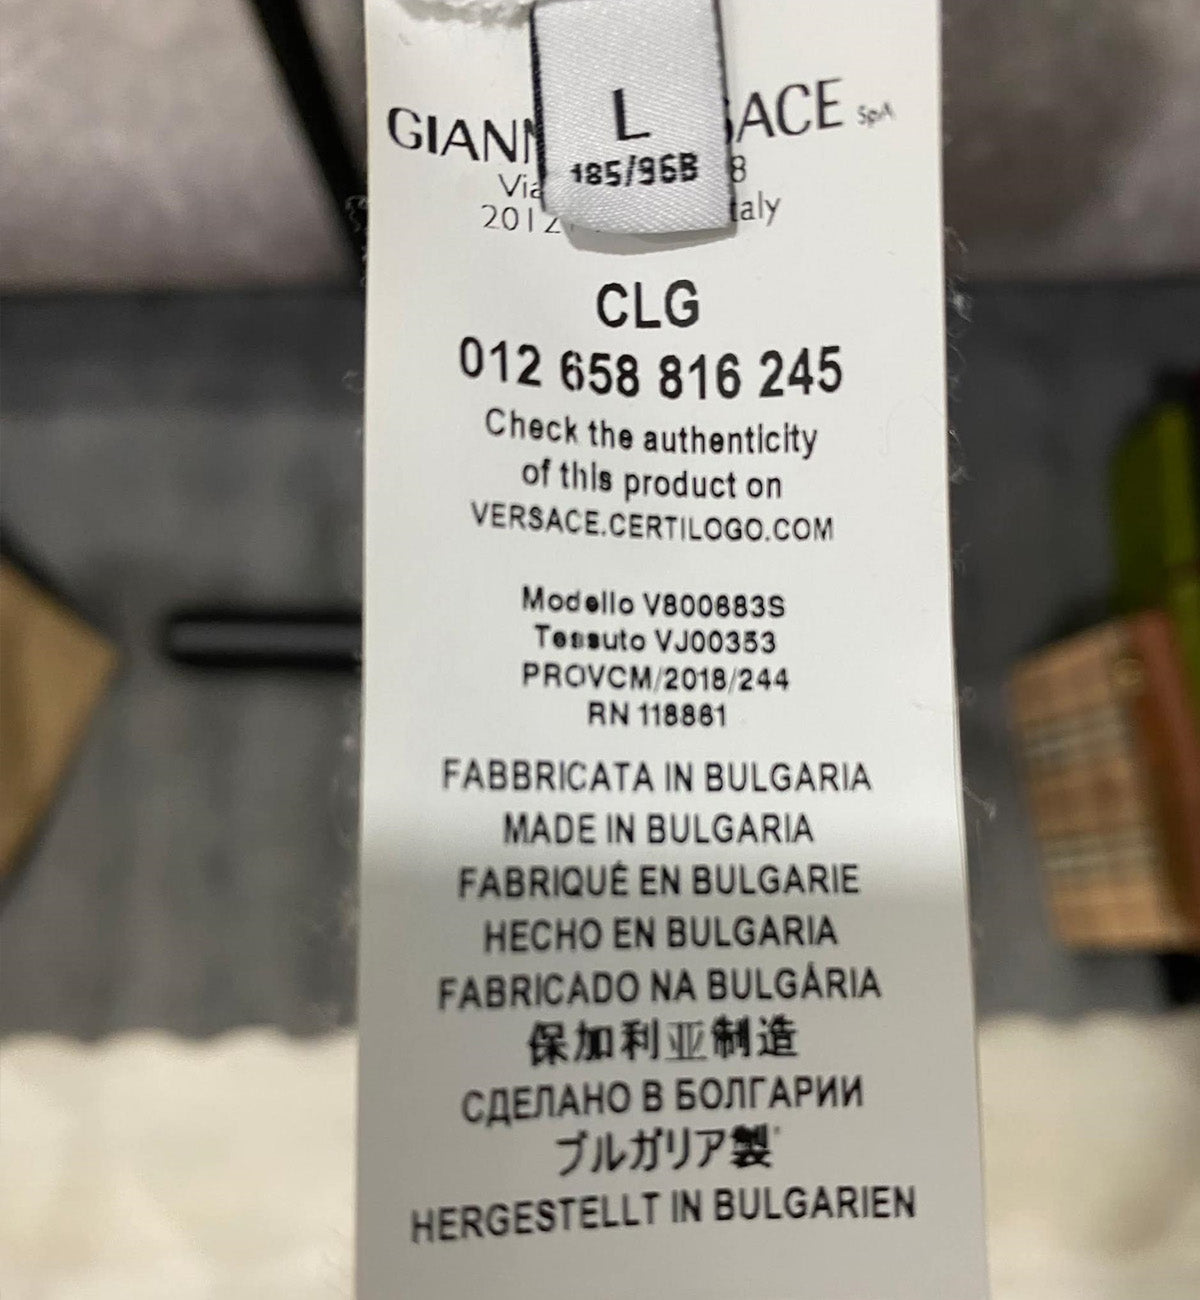 L
185/96B
GIANN ACE SpA
Via 8
2012 taly
CLG
012 658 816 245
Check the authenticity
of this product on
VERSACE.CERTILOGO.COM
Modello V800683S
Tessuto VJ00353
PROVCM/2018/244
RN 118861
FABBRICATA IN BULGARIA
MADE IN BULGARIA
FABRIQUÉ EN BULGARIE
HECHO EN BULGARIA
FABRICADO NA BULGÁRIA
保加利亚制造
СДЕЛАНО В БОЛГАРИИ
ブルガリア製
HERGESTELLT IN BULGARIEN